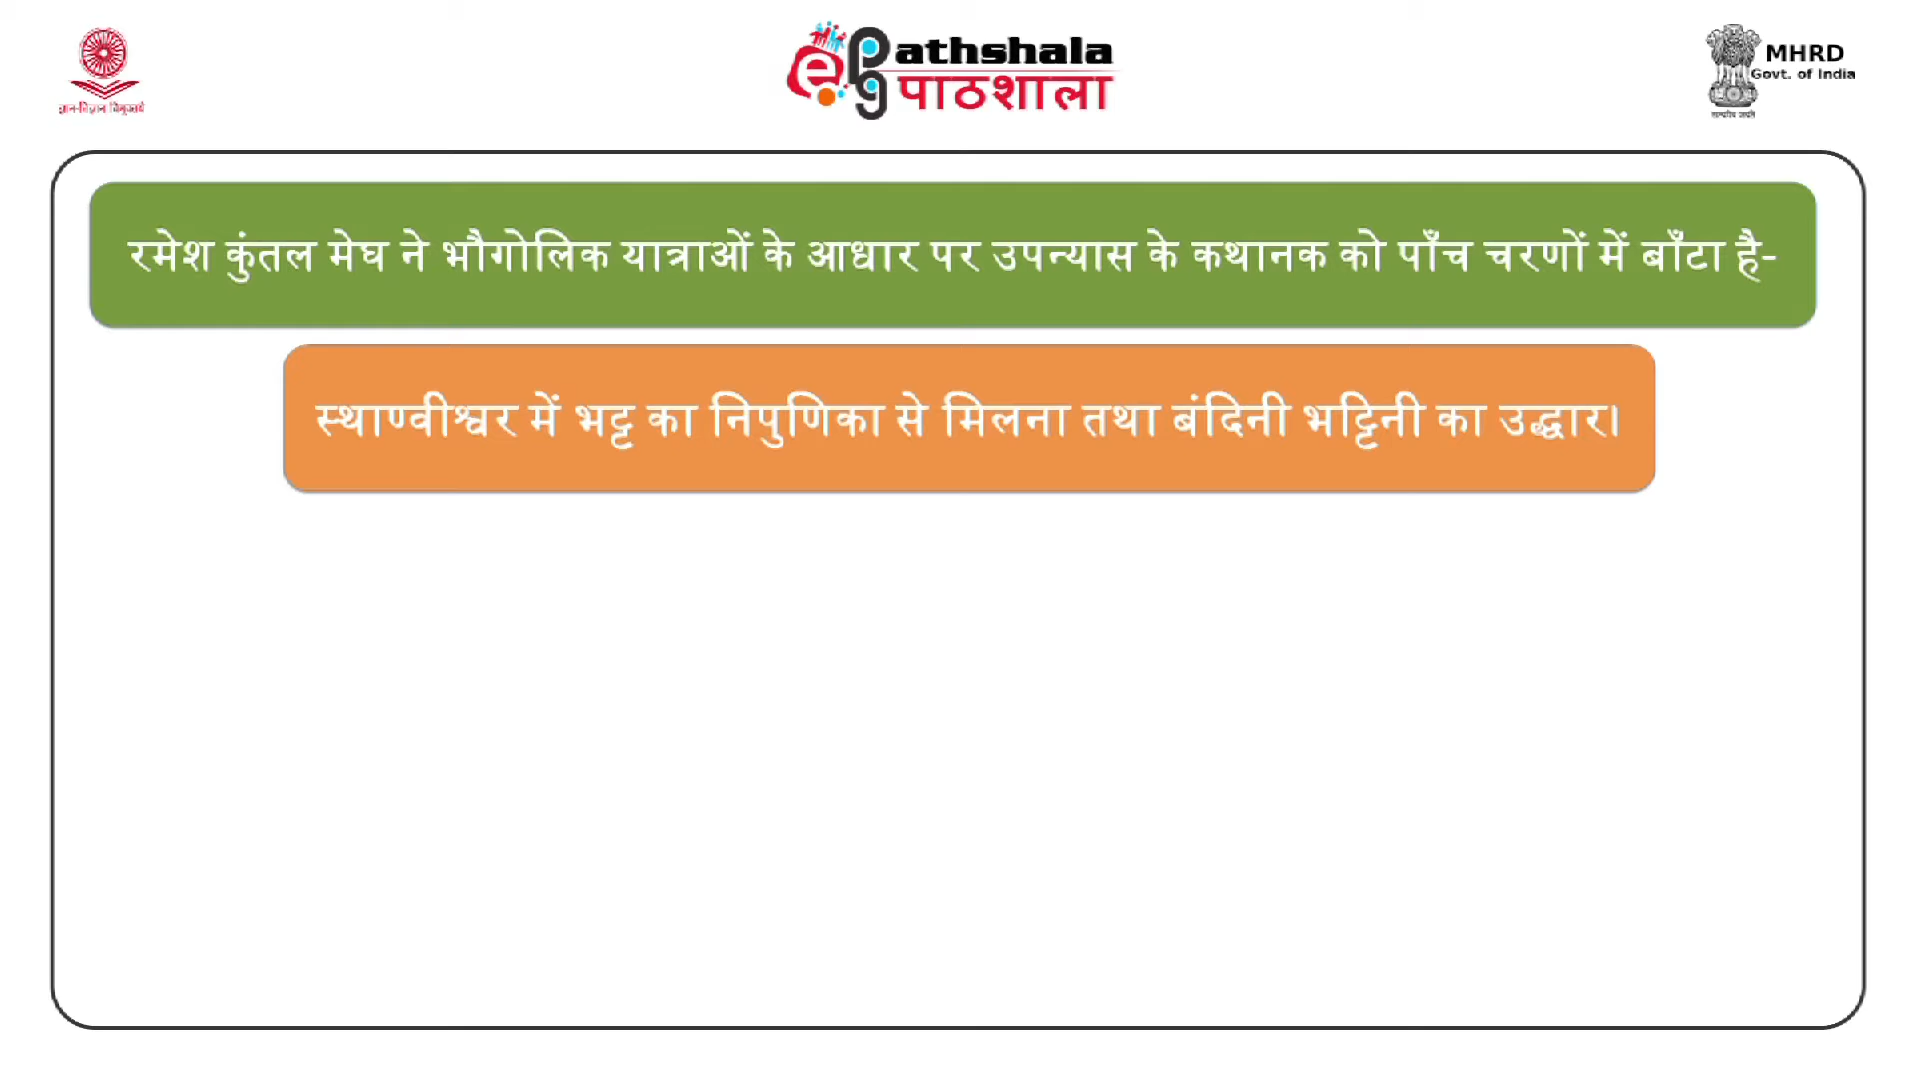 ePG athshala
पाठशाला
MHRD
Govt. of India
रमेश कुंतल मेघ ने भौगोलिक यात्राओं के आधार पर उपन्यास के कथानक को पाँच चरणों में बाँटा है-
स्थाण्वीश्वर में भट्ट का निपुणिका से मिलना तथा बंदिनी भट्टिनी का उद्धार।